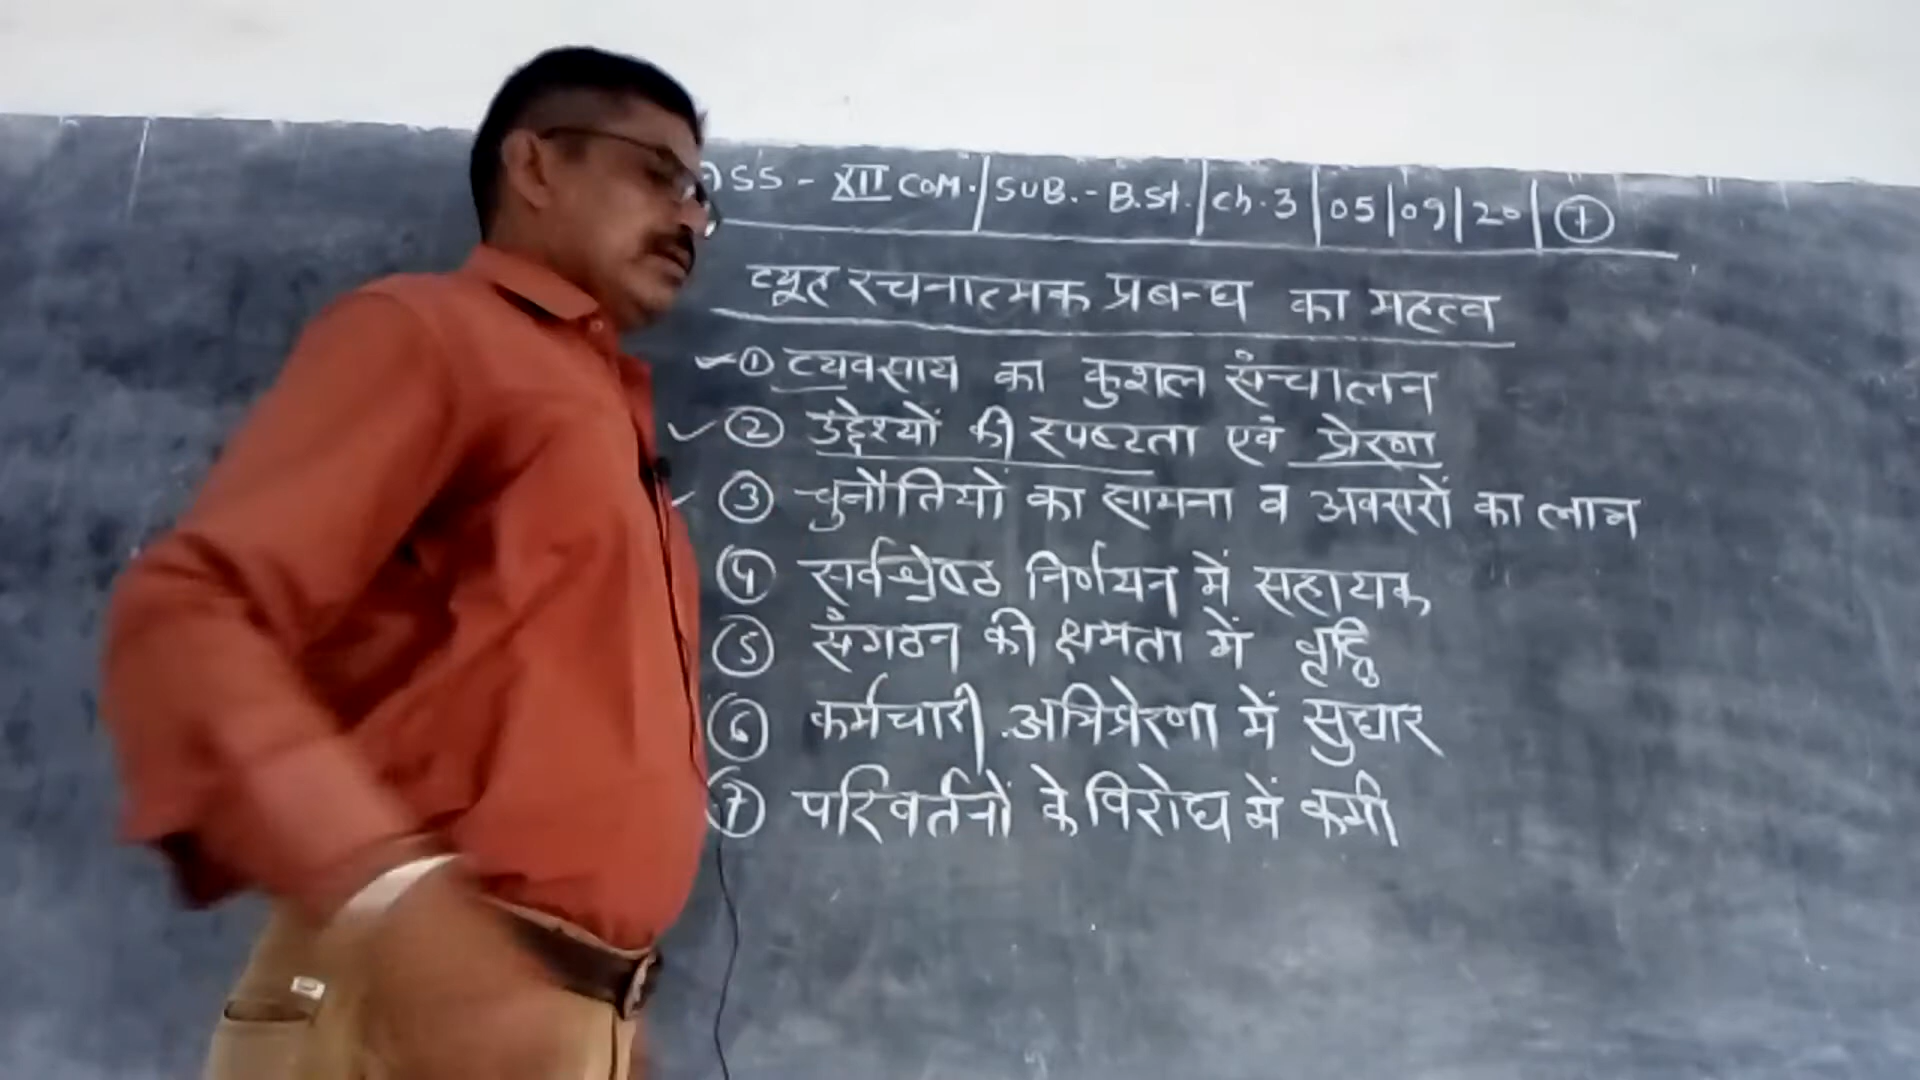 ASS - XII COM. | SUB. - B.St. | Ch. 3 | 05 | 09 | 20 | 7
व्यूह रचनात्मक प्रबन्ध का महत्व
1 व्यवसाय का कुशल संचालन
2 उद्देश्यों की स्पष्टता एवं प्रेरणा
3 चुनौतियों का सामना व अवसरों का लाभ
4 सर्वश्रेष्ठ निर्णयन में सहायक
5 संगठन की क्षमता में वृद्धि
6 कर्मचारी अभिप्रेरणा में सुधार
7 परिवर्तनों के विरोध में कमी